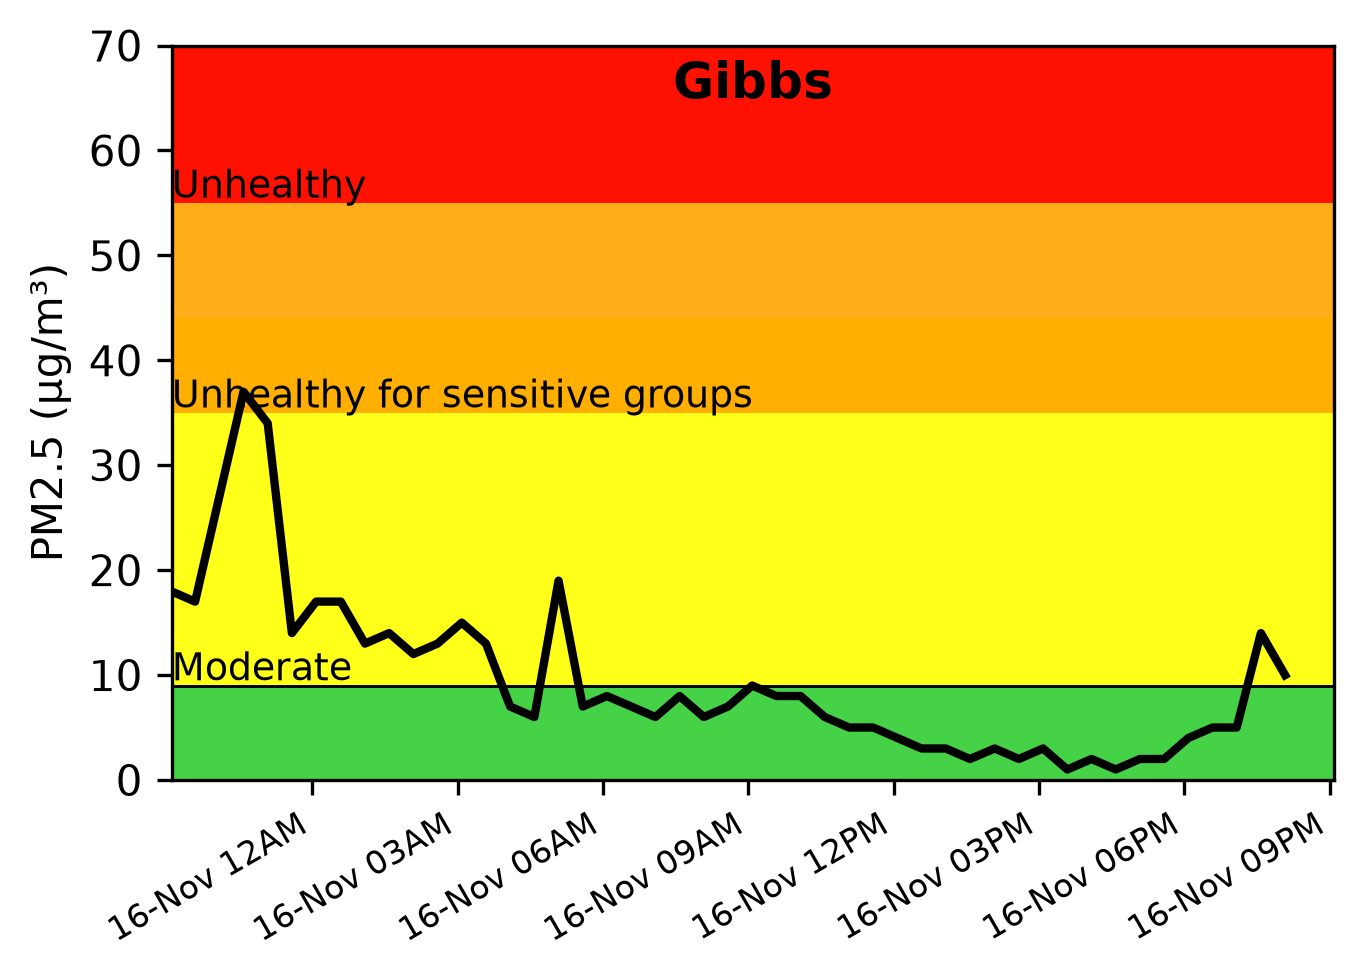 Gibbs
70
60
50
40
30
20
10
0
PM2.5 (µg/m³)
Unhealthy
Unhealthy for sensitive groups
Moderate
16-Nov 12AM
16-Nov 03AM
16-Nov 06AM
16-Nov 09AM
16-Nov 12PM
16-Nov 03PM
16-Nov 06PM
16-Nov 09PM